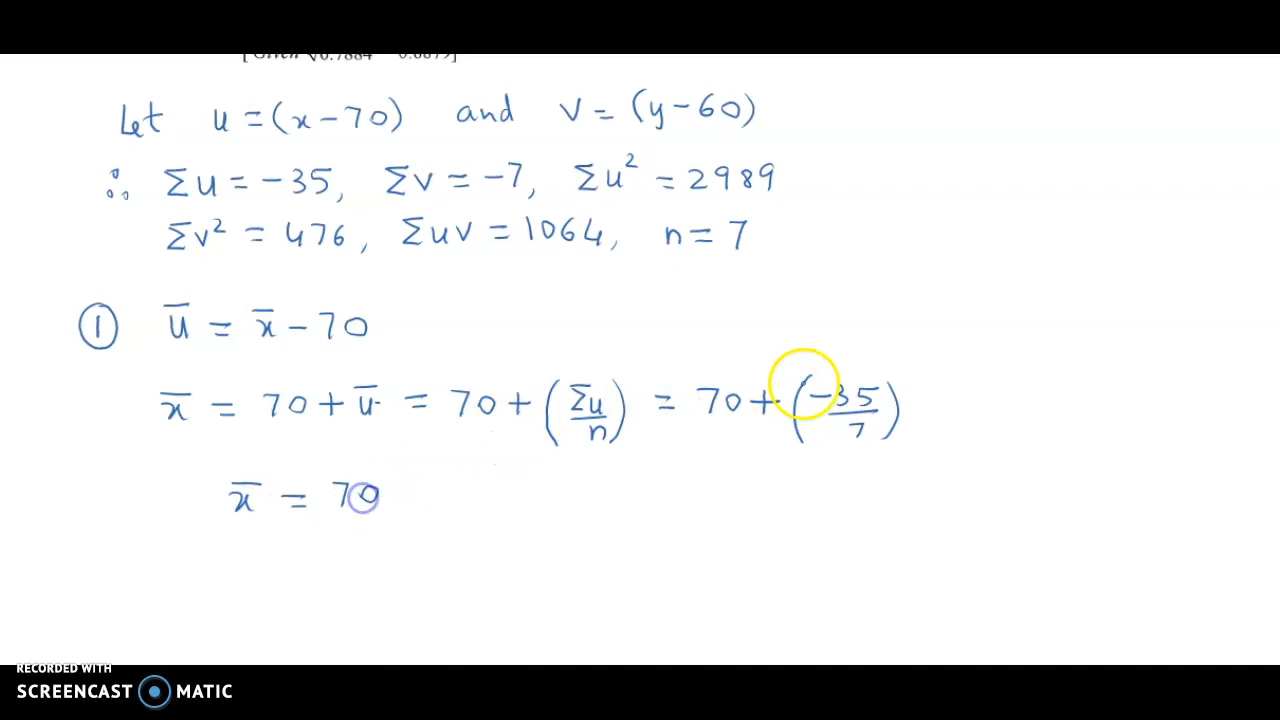 Let u = (x - 70) and v = (y - 60)
∴ Σu = -35, Σv = -7, Σu² = 2989
Σv² = 476, Σuv = 1064, n = 7
① u̅ = x̅ - 70
x̅ = 70 + u̅ = 70 + (Σu/n) = 70 + (-35/7)
x̅ = 70
RECORDED WITH
SCREENCAST MATIC